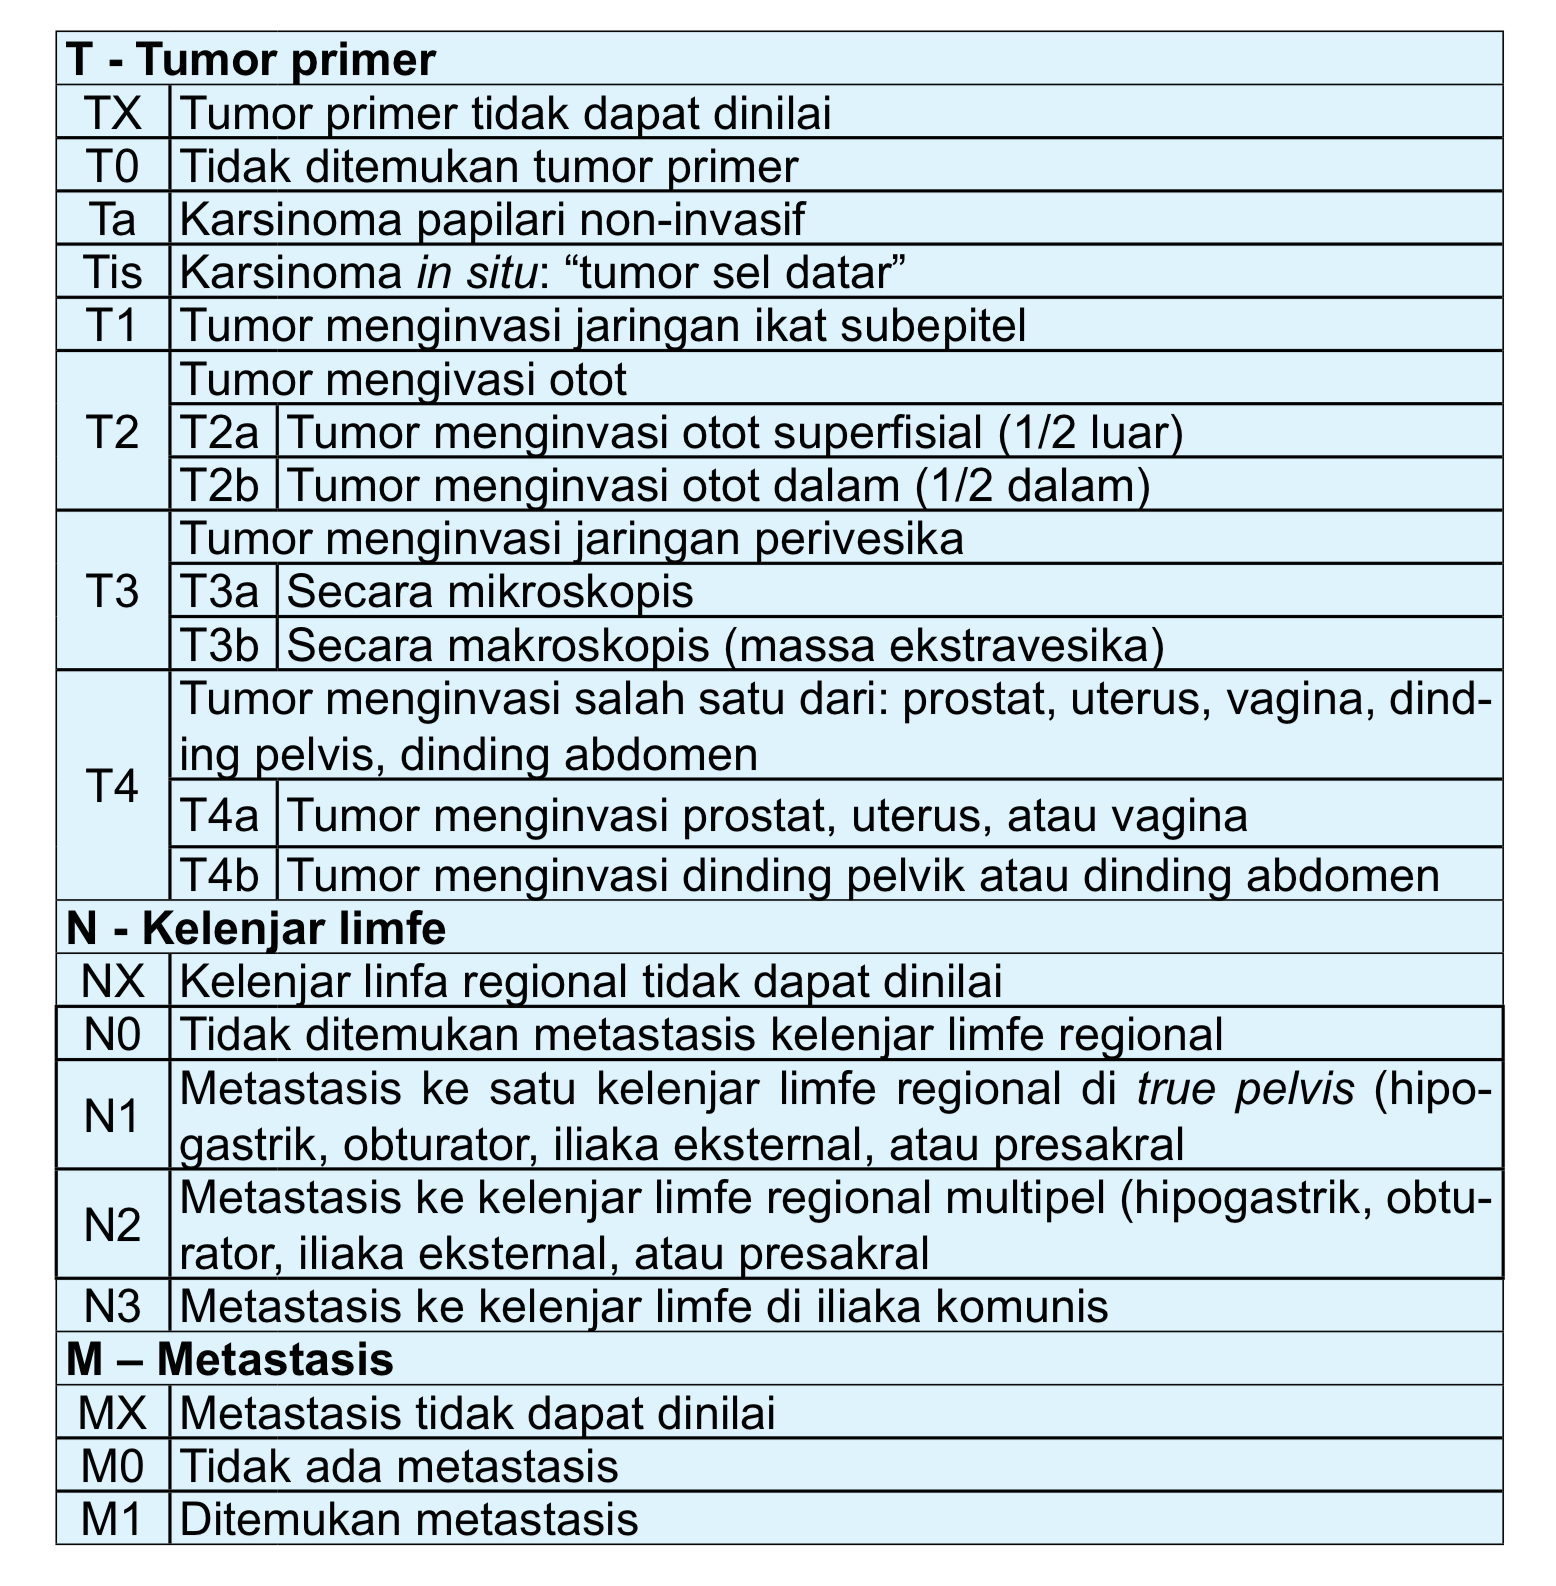 T - Tumor primer
TX Tumor primer tidak dapat dinilai
T0 Tidak ditemukan tumor primer
Ta Karsinoma papilari non-invasif
Tis Karsinoma in situ: “tumor sel datar”
T1 Tumor menginvasi jaringan ikat subepitel
T2
Tumor mengivasi otot
T2a Tumor menginvasi otot superfisial (1/2 luar)
T2b Tumor menginvasi otot dalam (1/2 dalam)
T3
Tumor menginvasi jaringan perivesika
T3a Secara mikroskopis
T3b Secara makroskopis (massa ekstravesika)
T4
Tumor menginvasi salah satu dari: prostat, uterus, vagina, dind-
ing pelvis, dinding abdomen
T4a Tumor menginvasi prostat, uterus, atau vagina
T4b Tumor menginvasi dinding pelvik atau dinding abdomen
N - Kelenjar limfe
NX Kelenjar linfa regional tidak dapat dinilai
N0 Tidak ditemukan metastasis kelenjar limfe regional
N1
Metastasis ke satu kelenjar limfe regional di true pelvis (hipo-
gastrik, obturator, iliaka eksternal, atau presakral
N2
Metastasis ke kelenjar limfe regional multipel (hipogastrik, obtu-
rator, iliaka eksternal, atau presakral
N3 Metastasis ke kelenjar limfe di iliaka komunis
M – Metastasis
MX Metastasis tidak dapat dinilai
M0 Tidak ada metastasis
M1 Ditemukan metastasis